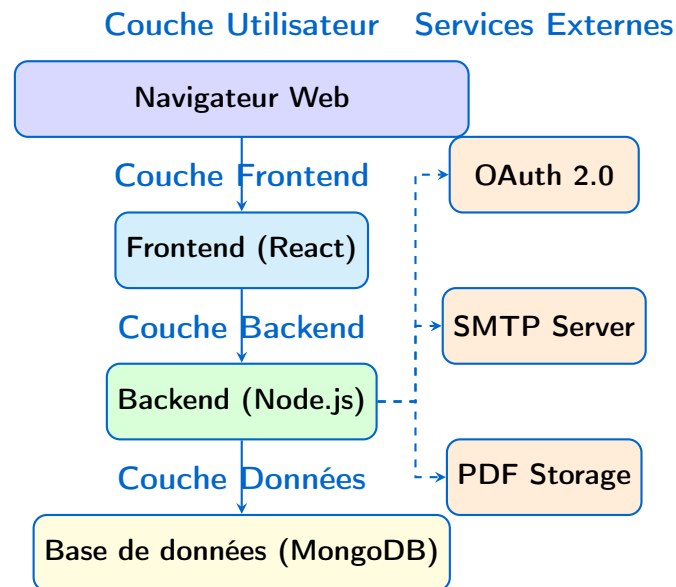 Couche Utilisateur
Services Externes
Navigateur Web
Couche Frontend
OAuth 2.0
Frontend (React)
Couche Backend
SMTP Server
Backend (Node.js)
Couche Données
PDF Storage
Base de données (MongoDB)